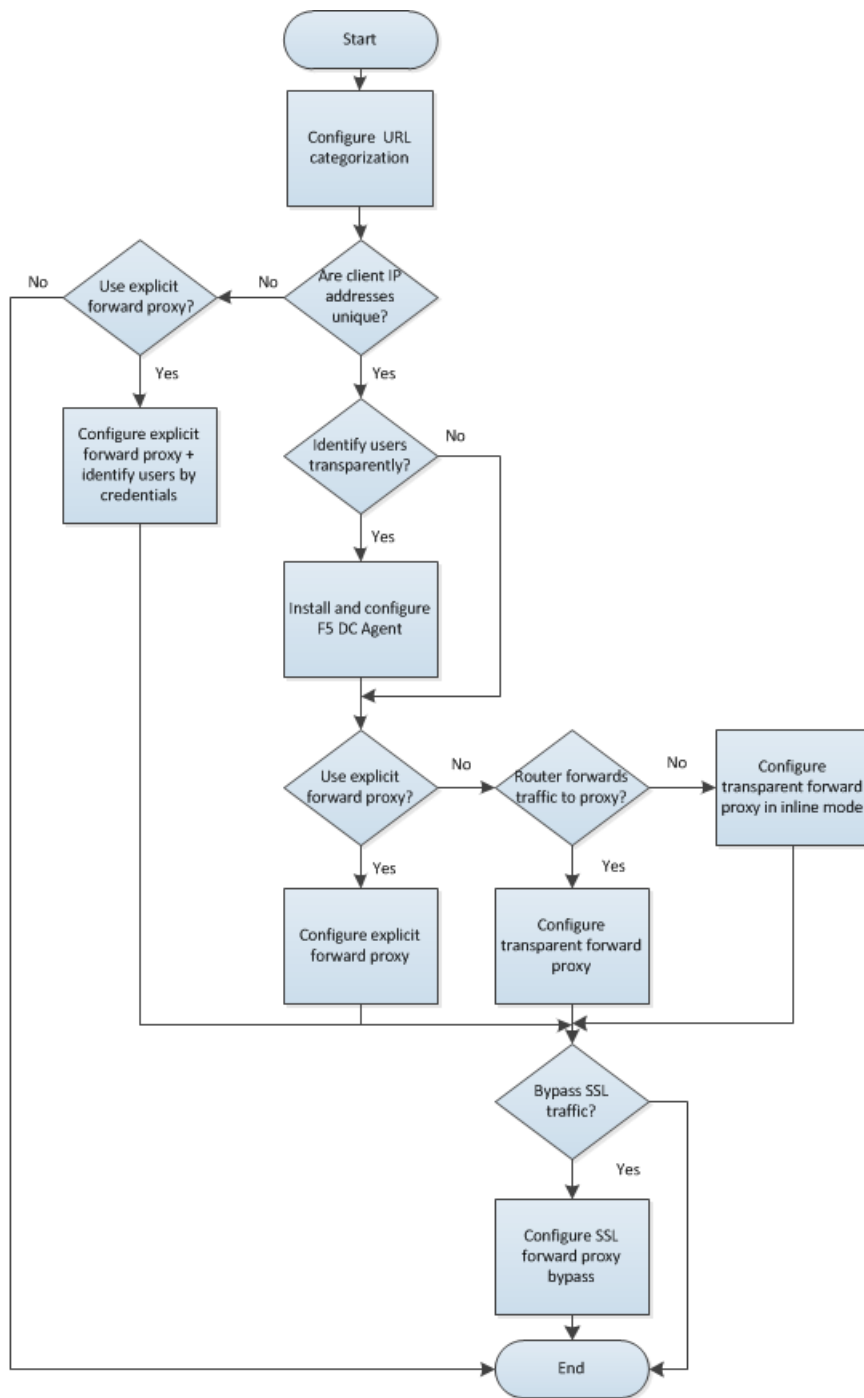 Start
Configure URL
categorization
No
Use explicit
forward proxy?
No
Are client IP
addresses
unique?
Yes
Yes
Configure explicit
forward proxy +
identify users by
credentials
Identify users
transparently?
No
Yes
Install and configure
F5 DC Agent
Use explicit
forward proxy?
No
Router forwards
traffic to proxy?
No
Configure
transparent forward
proxy in inline mode
Yes
Yes
Configure explicit
forward proxy
Configure
transparent forward
proxy
Bypass SSL
traffic?
Yes
Configure SSL
forward proxy
bypass
End